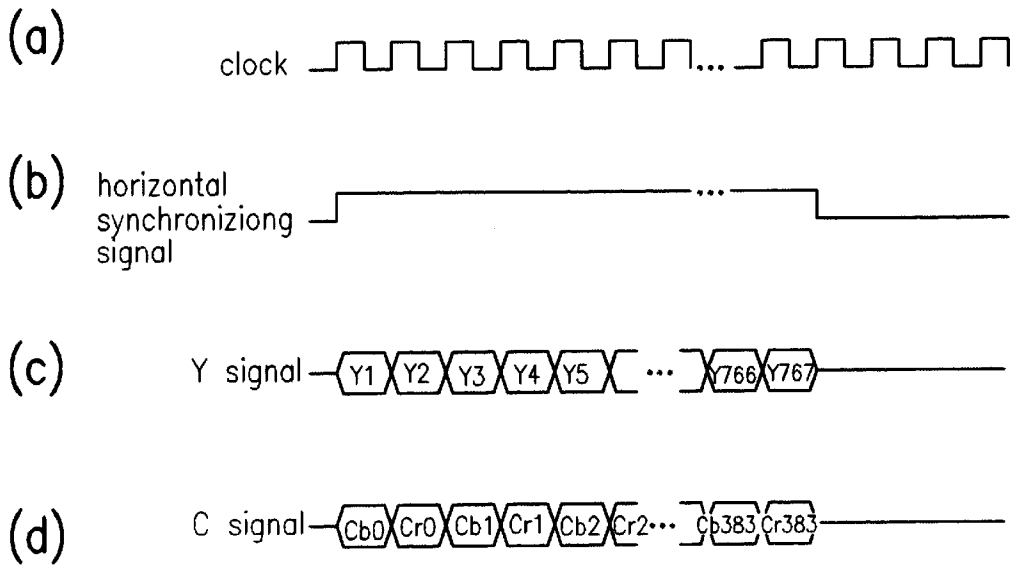 (a)
clock
...
(b)
horizontal
synchroniziong
signal
...
(c)
Y signal
Y1 Y2 Y3 Y4 Y5 ... Y766 Y767
(d)
C signal
Cb0 Cr0 Cb1 Cr1 Cb2 Cr2 ... Cb383 Cr383